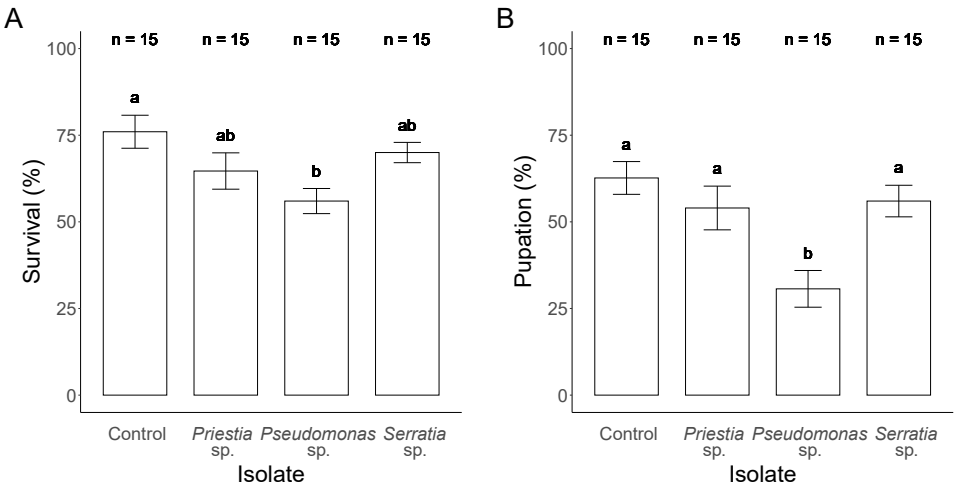 A
n = 15 n = 15 n = 15 n = 15
100
a
ab
ab
75
b
50
25
0
Survival (%)
Control Priestia sp. Pseudomonas sp. Serratia sp.
Isolate
B
n = 15 n = 15 n = 15 n = 15
100
75
a
a
a
50
b
25
0
Pupation (%)
Control Priestia sp. Pseudomonas sp. Serratia sp.
Isolate